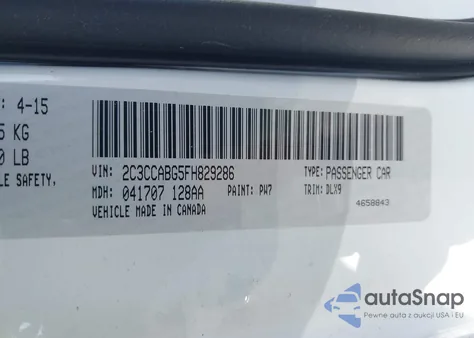 : 4-15
5 KG
0 LB
LE SAFETY,
VIN: 2C3CCABG5FH829286
TYPE: PASSENGER CAR
MDH: 041707 128AA
PAINT: PW7
TRIM: DLX9
VEHICLE MADE IN CANADA
4658843
autoSnap
Pewne auta z aukcji USA i EU